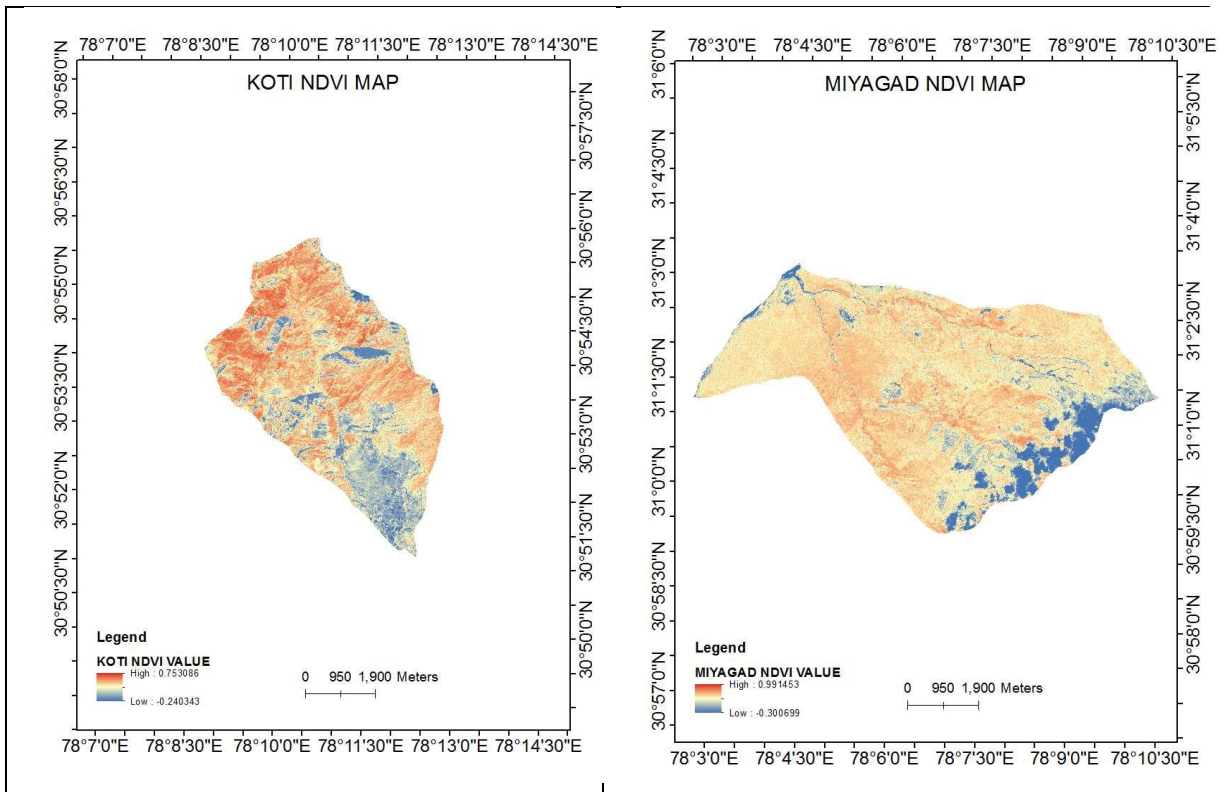 78°7'0"E 78°8'30"E 78°10'0"E 78°11'30"E 78°13'0"E 78°14'30"E
KOTI NDVI MAP
30°58'0"N
30°56'30"N
30°55'0"N
30°53'30"N
30°52'0"N
30°50'30"N
30°57'30"N
30°56'0"N
30°54'30"N
30°53'0"N
30°51'30"N
30°50'0"N
Legend
KOTI NDVI VALUE
High : 0.753086
Low : -0.240343
0 950 1,900 Meters
78°7'0"E 78°8'30"E 78°10'0"E 78°11'30"E 78°13'0"E 78°14'30"E
78°3'0"E 78°4'30"E 78°6'0"E 78°7'30"E 78°9'0"E 78°10'30"E
MIYAGAD NDVI MAP
31°6'0"N
31°4'30"N
31°3'0"N
31°1'30"N
31°0'0"N
30°58'30"N
30°57'0"N
31°5'30"N
31°4'0"N
31°2'30"N
31°1'0"N
30°59'30"N
30°58'0"N
Legend
MIYAGAD NDVI VALUE
High : 0.991453
Low : -0.300699
0 950 1,900 Meters
78°3'0"E 78°4'30"E 78°6'0"E 78°7'30"E 78°9'0"E 78°10'30"E